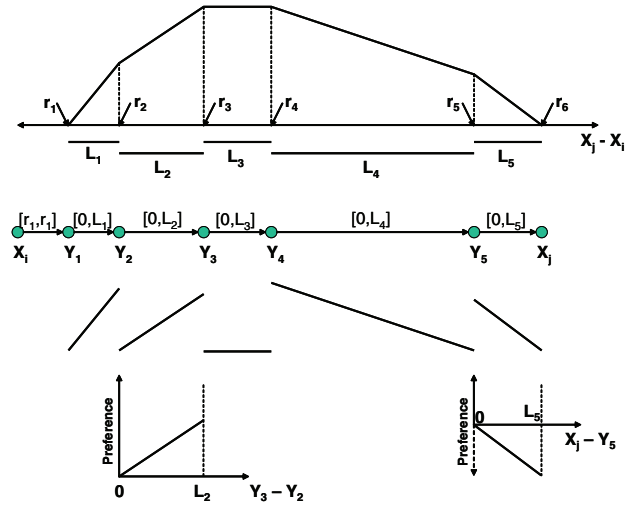 r₁ r₂ r₃ r₄ r₅ r₆
Xⱼ - Xᵢ
L₁ L₂ L₃ L₄ L₅
[r₁,r₁] [0,L₁] [0,L₂] [0,L₃] [0,L₄] [0,L₅]
Xᵢ Y₁ Y₂ Y₃ Y₄ Y₅ Xⱼ
Preference
0 L₂ Y₃ – Y₂
Preference
0 L₅
Xⱼ – Y₅